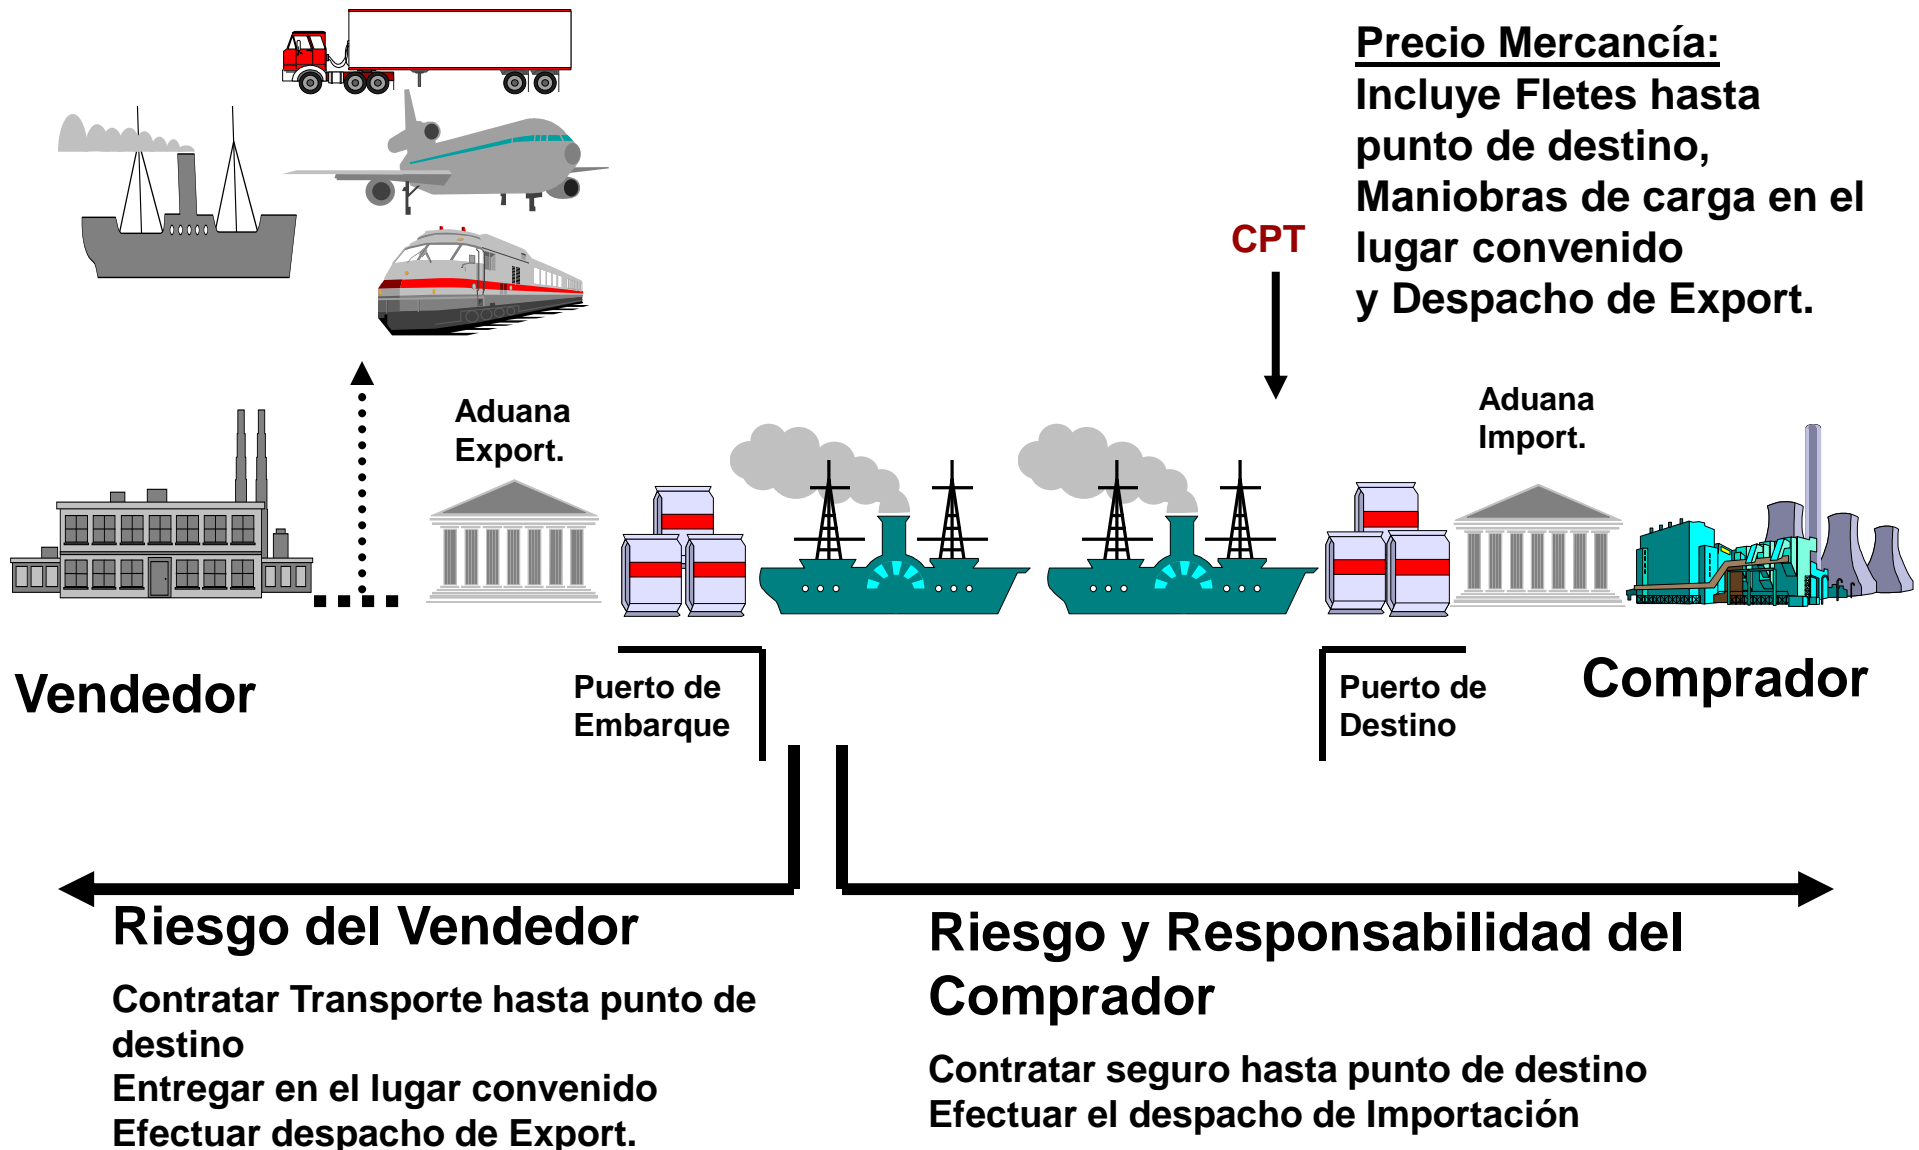 Precio Mercancía:
Incluye Fletes hasta
punto de destino,
Maniobras de carga en el
lugar convenido
y Despacho de Export.
CPT
Aduana
Export.
Aduana
Import.
Vendedor
Puerto de
Embarque
Puerto de
Destino
Comprador
Riesgo del Vendedor
Contratar Transporte hasta punto de
destino
Entregar en el lugar convenido
Efectuar despacho de Export.
Riesgo y Responsabilidad del
Comprador
Contratar seguro hasta punto de destino
Efectuar el despacho de Importación